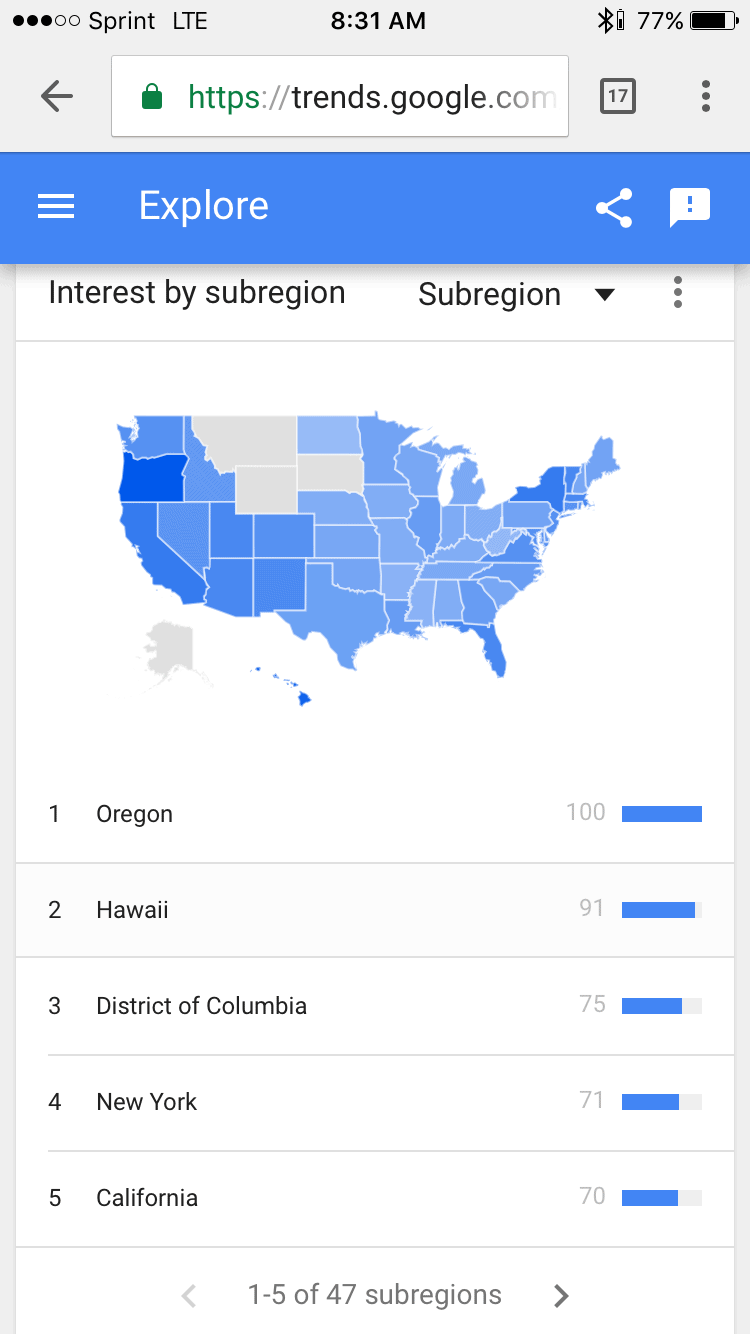 Sprint LTE 8:31 AM 77%
https://trends.google.com 17
Explore
Interest by subregion Subregion
1 Oregon 100
2 Hawaii 91
3 District of Columbia 75
4 New York 71
5 California 70
1-5 of 47 subregions